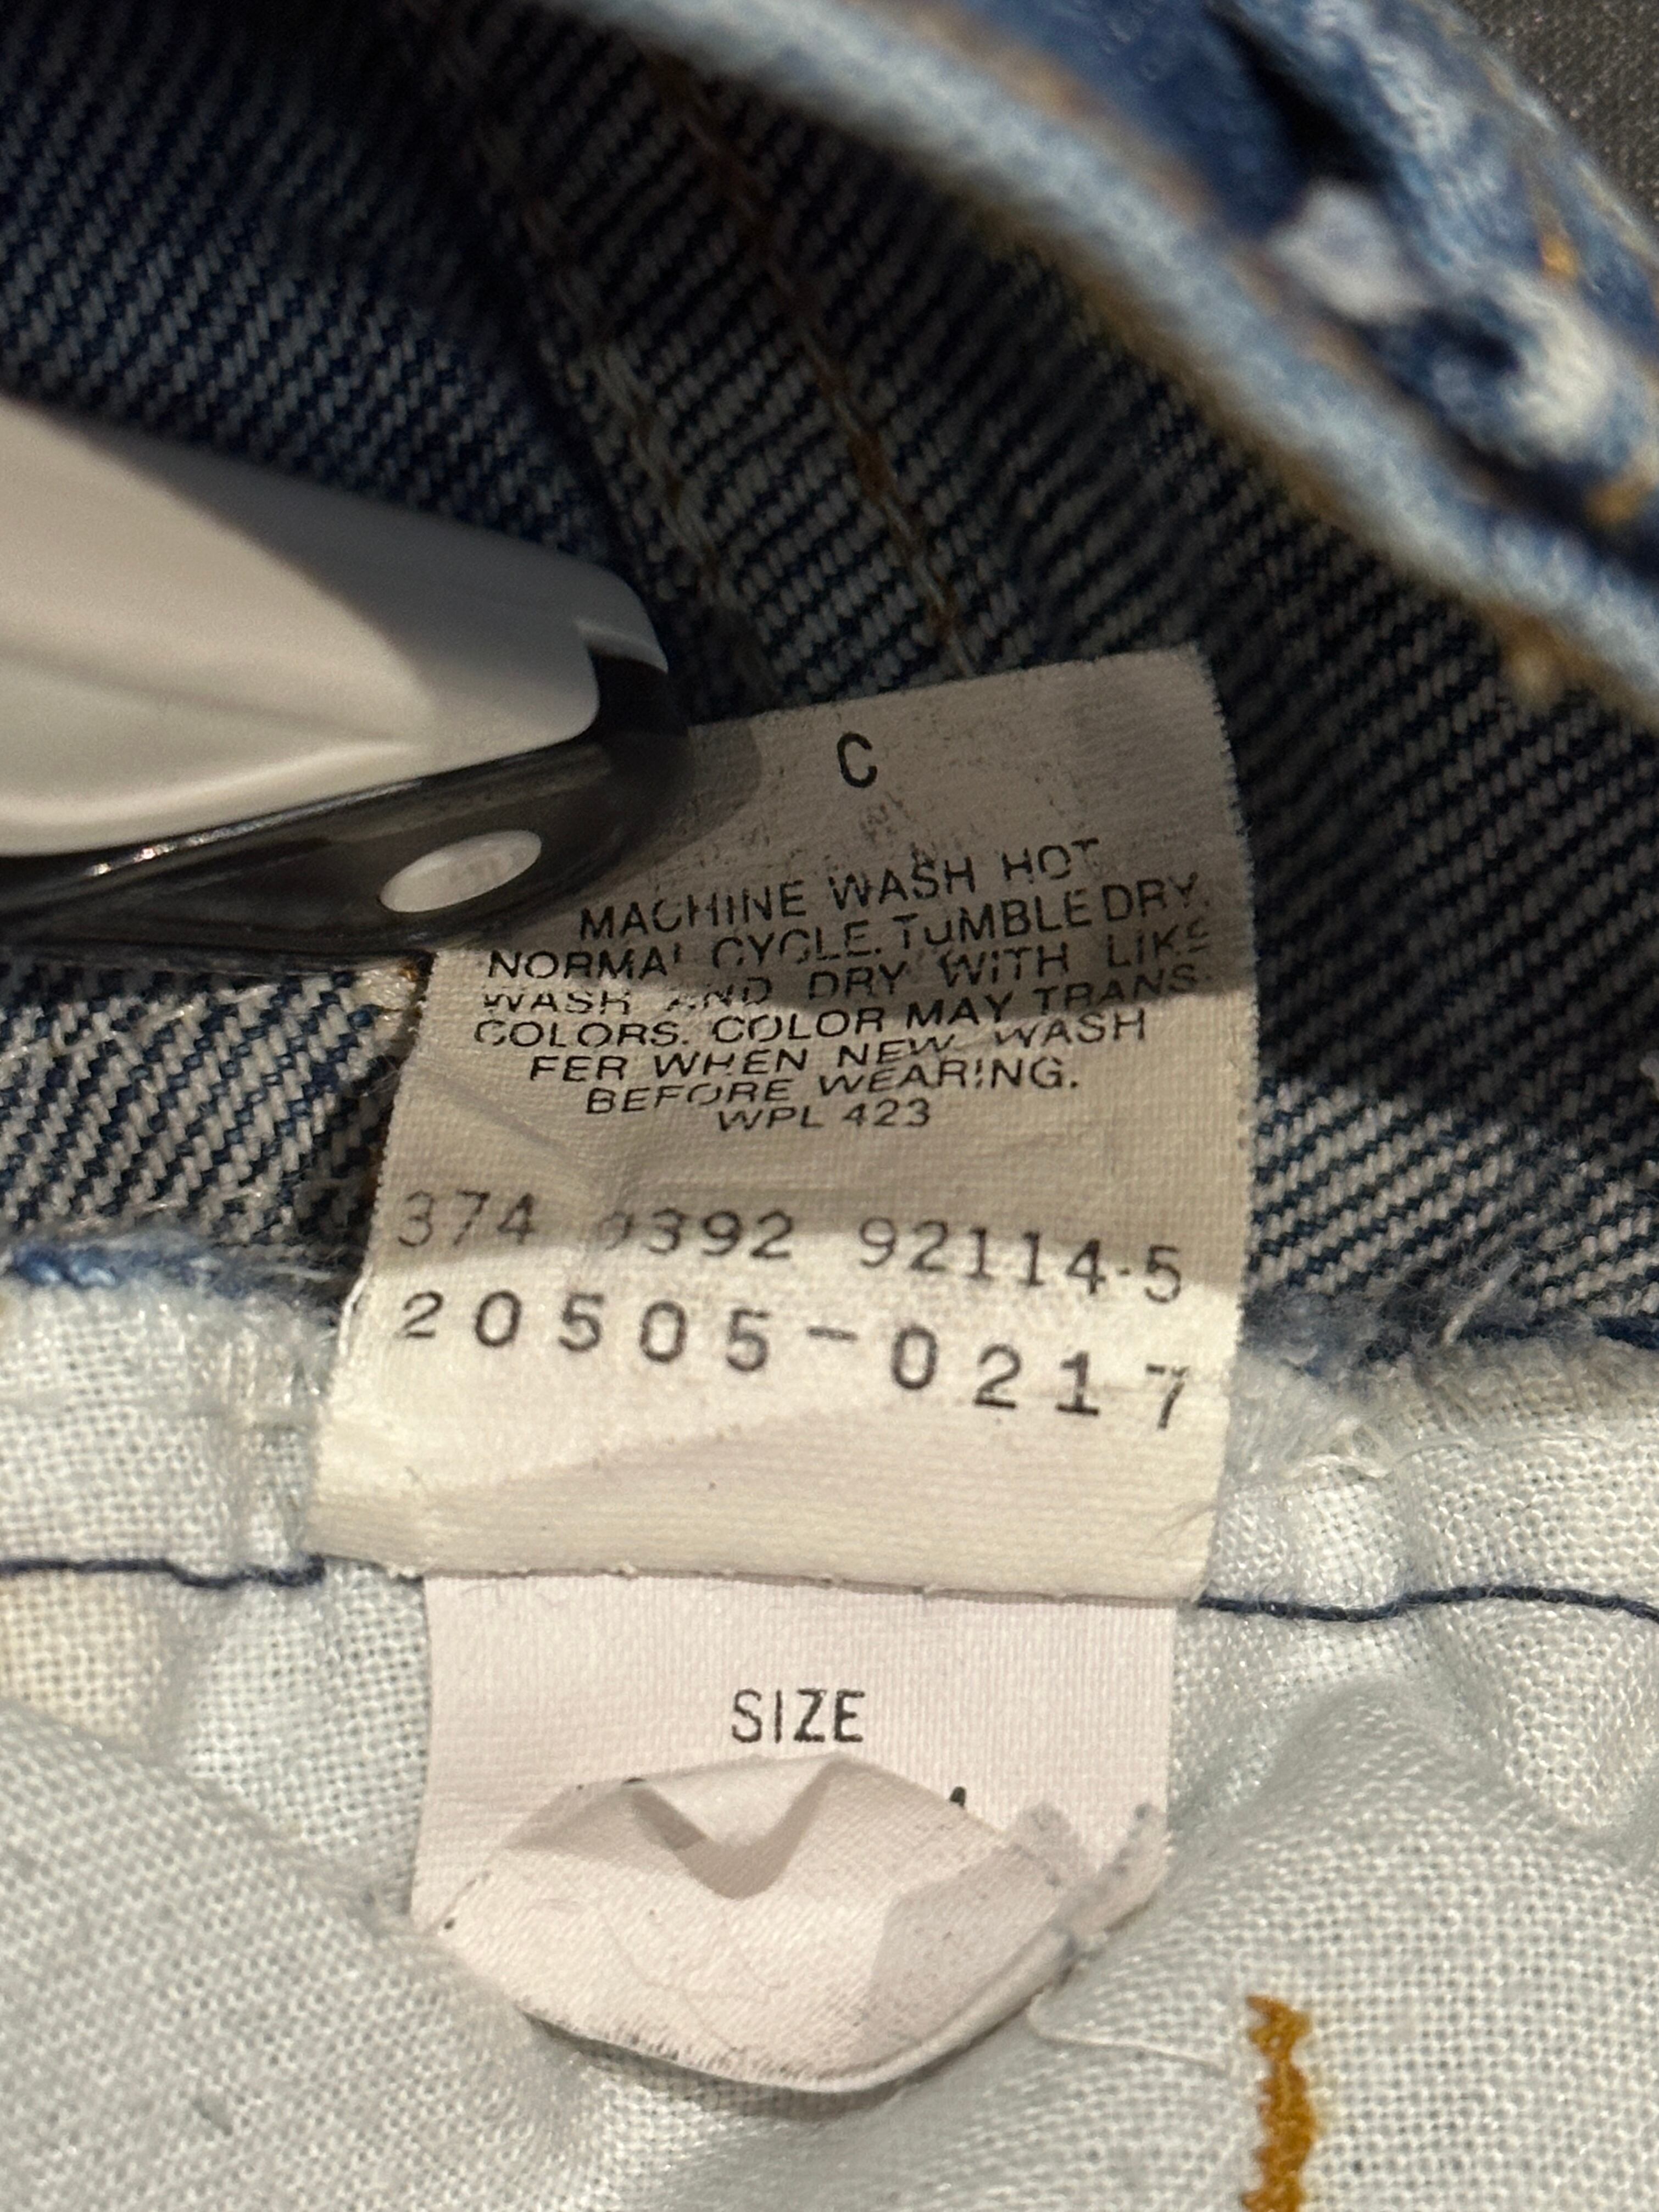 C
MACHINE WASH HOT
NORMAL CYCLE. TUMBLE DRY.
WASH AND DRY WITH LIKE
COLORS. COLOR MAY TRANS-
FER WHEN NEW. WASH
BEFORE WEARING.
WPL 423
374 0392 92114-5
20505-0217
SIZE